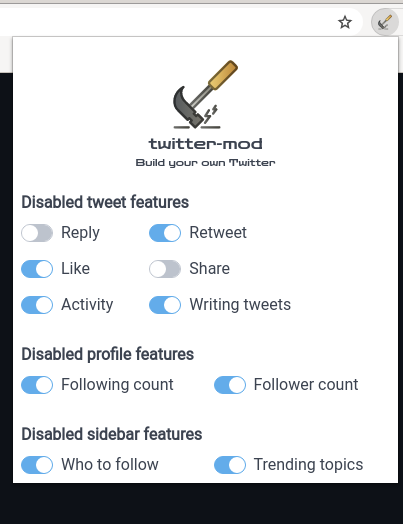 twitter-mod
Build your own Twitter
Disabled tweet features
Reply Retweet
Like Share
Activity Writing tweets
Disabled profile features
Following count Follower count
Disabled sidebar features
Who to follow Trending topics